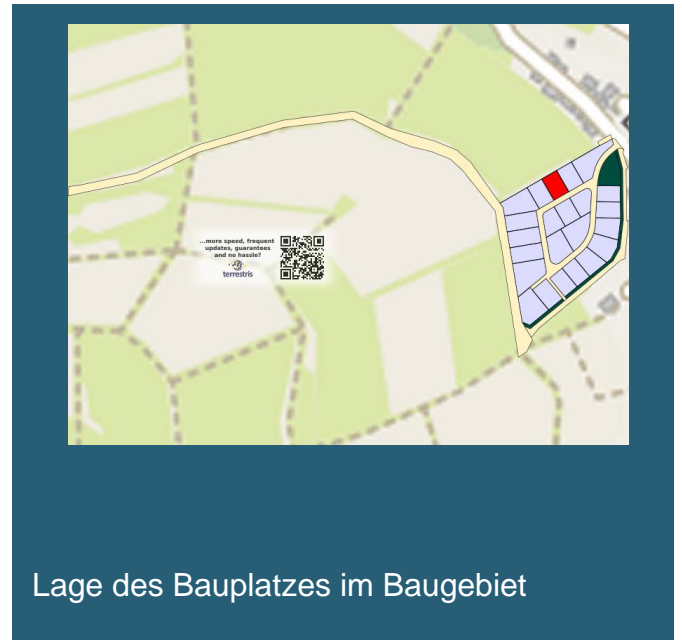 ...more speed, frequent
updates, guarantees
and no hassle?
terrestris
Lage des Bauplatzes im Baugebiet